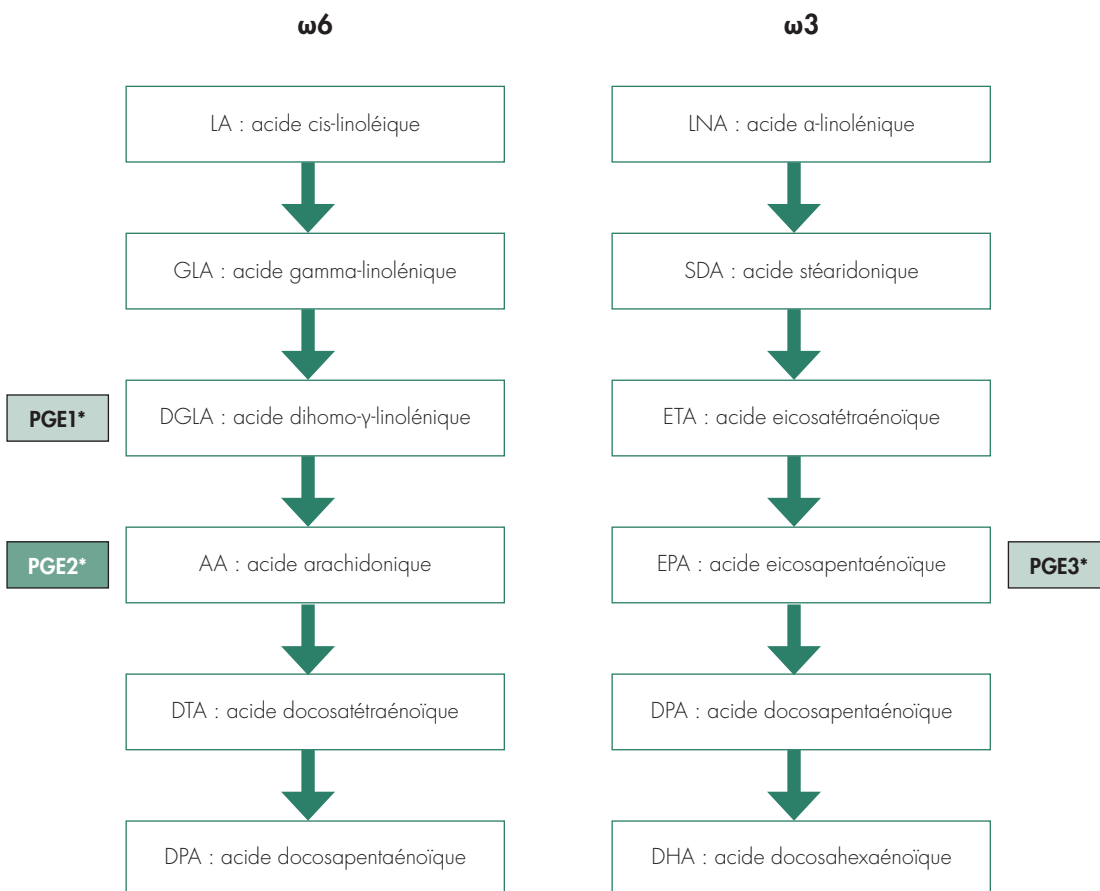 ω6
ω3
LA : acide cis-linoléique
LNA : acide α-linolénique
GLA : acide gamma-linolénique
SDA : acide stéaridonique
PGE1*
DGLA : acide dihomo-γ-linolénique
ETA : acide eicosatétraénoïque
PGE2*
AA : acide arachidonique
EPA : acide eicosapentaénoïque
PGE3*
DTA : acide docosatétraénoïque
DPA : acide docosapentaénoïque
DPA : acide docosapentaénoïque
DHA : acide docosahexaénoïque